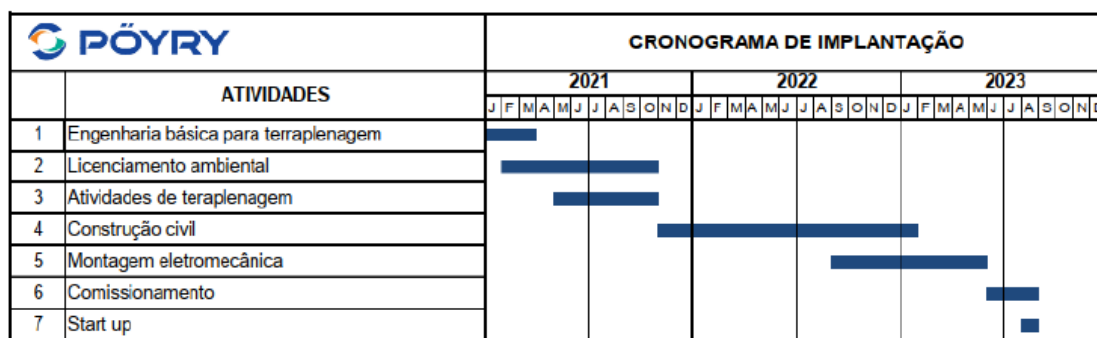 PÖYRY
CRONOGRAMA DE IMPLANTAÇÃO
ATIVIDADES
2021 2022 2023
J F M A M J J A S O N D J F M A M J J A S O N D J F M A M J J A S O N D
1 Engenharia básica para terraplenagem
2 Licenciamento ambiental
3 Atividades de teraplenagem
4 Construção civil
5 Montagem eletromecânica
6 Comissionamento
7 Start up